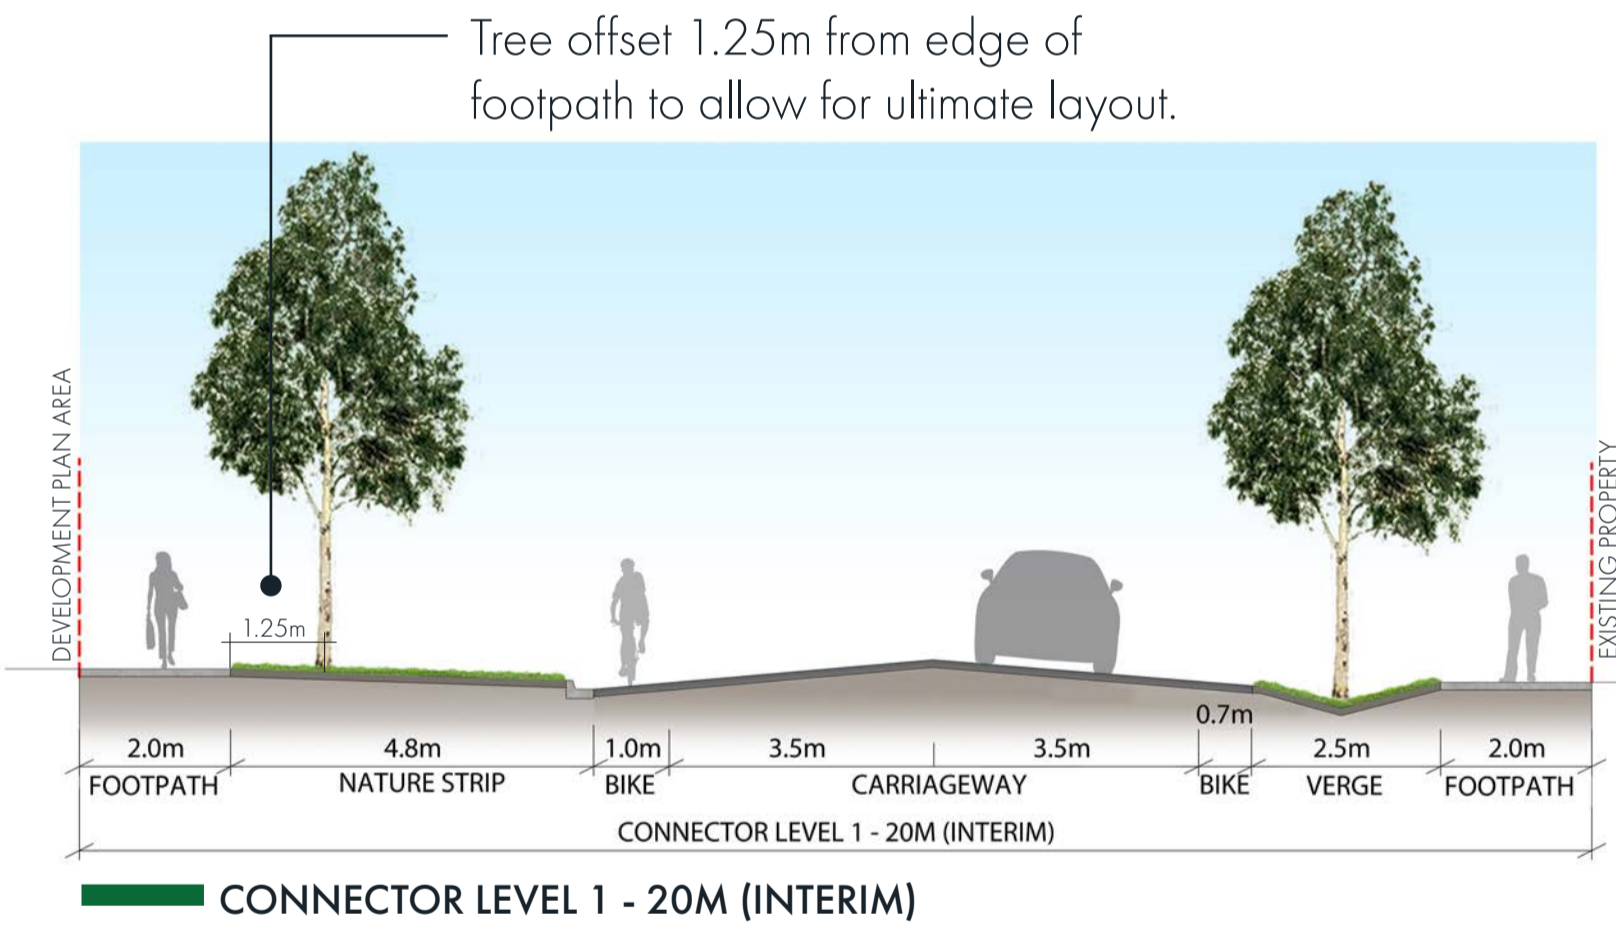 Tree offset 1.25m from edge of
footpath to allow for ultimate layout.
DEVELOPMENT PLAN AREA
EXISTING PROPERTY
1.25m
0.7m
2.0m 4.8m 1.0m 3.5m 3.5m 2.5m 2.0m
FOOTPATH NATURE STRIP BIKE CARRIAGEWAY BIKE VERGE FOOTPATH
CONNECTOR LEVEL 1 - 20M (INTERIM)
CONNECTOR LEVEL 1 - 20M (INTERIM)